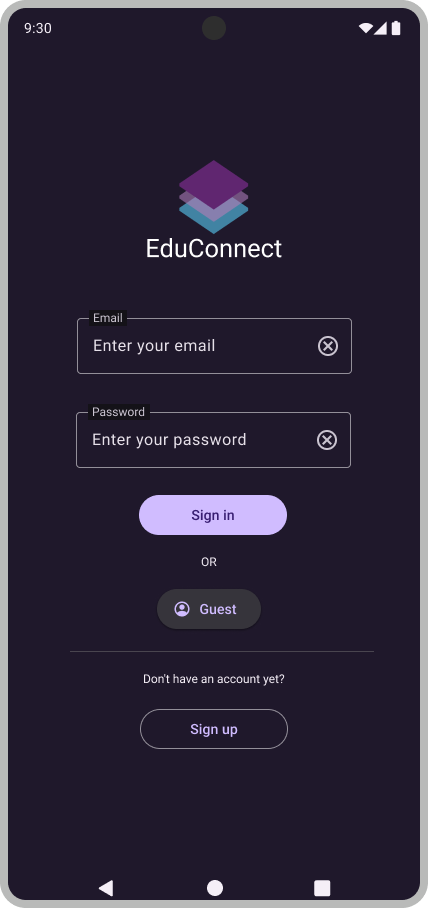 9:30
EduConnect
Email
Enter your email
Password
Enter your password
Sign in
OR
Guest
Don't have an account yet?
Sign up